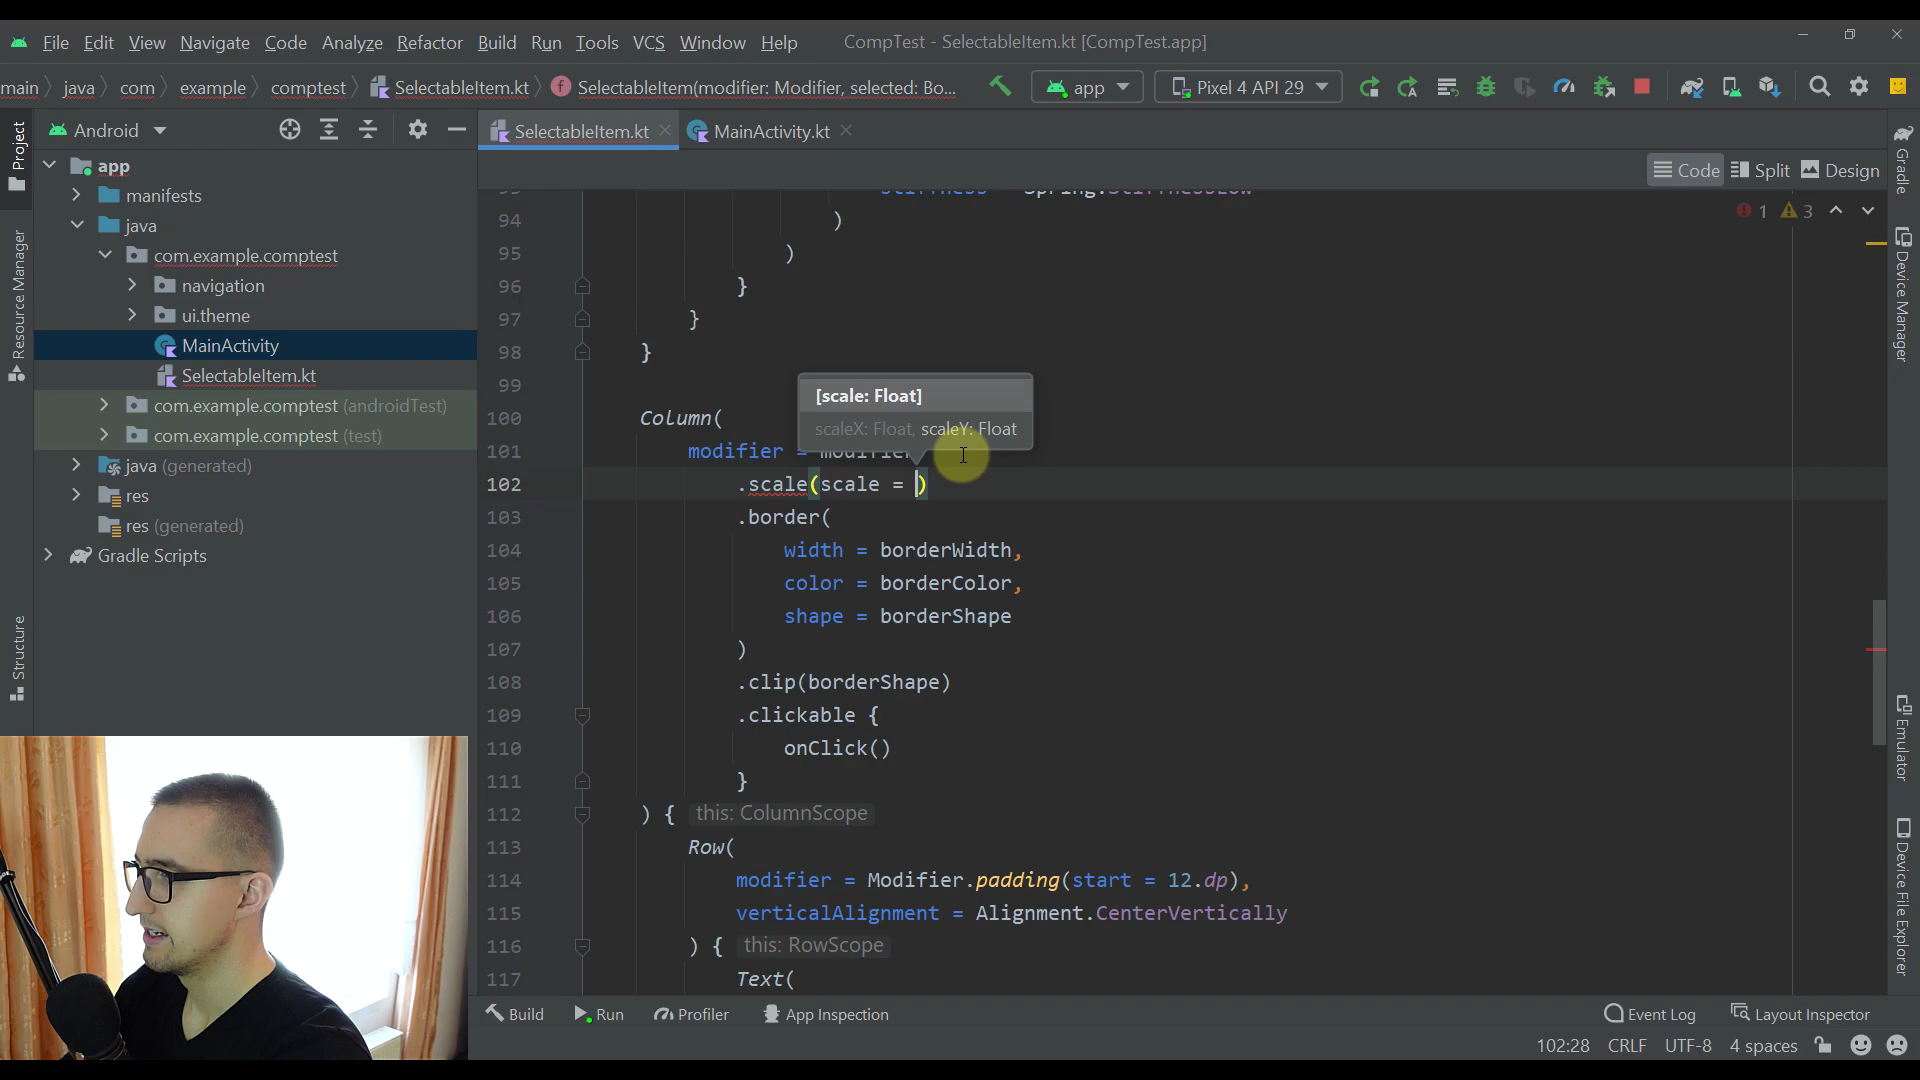 File Edit View Navigate Code Analyze Refactor Build Run Tools VCS Window Help CompTest - SelectableItem.kt [CompTest.app]
main java com example comptest SelectableItem.kt SelectableItem(modifier: Modifier, selected: Bo... app Pixel 4 API 29
Android
SelectableItem.kt MainActivity.kt
Code Split Design
1 3
Project
Resource Manager
Structure
app
manifests
java
com.example.comptest
navigation
ui.theme
MainActivity
SelectableItem.kt
com.example.comptest (androidTest)
com.example.comptest (test)
java (generated)
res
res (generated)
Gradle Scripts
94 )
95 )
96 }
97 }
98 }
99
[scale: Float]
scaleX: Float, scaleY: Float
100 Column(
101 modifier = modifier
102 .scale(scale = )
103 .border(
104 width = borderWidth,
105 color = borderColor,
106 shape = borderShape
107 )
108 .clip(borderShape)
109 .clickable {
110 onClick()
111 }
112 ) { this: ColumnScope
113 Row(
114 modifier = Modifier.padding(start = 12.dp),
115 verticalAlignment = Alignment.CenterVertically
116 ) { this: RowScope
117 Text(
Gradle
Device Manager
Emulator
Device File Explorer
Build Run Profiler App Inspection Event Log Layout Inspector
102:28 CRLF UTF-8 4 spaces